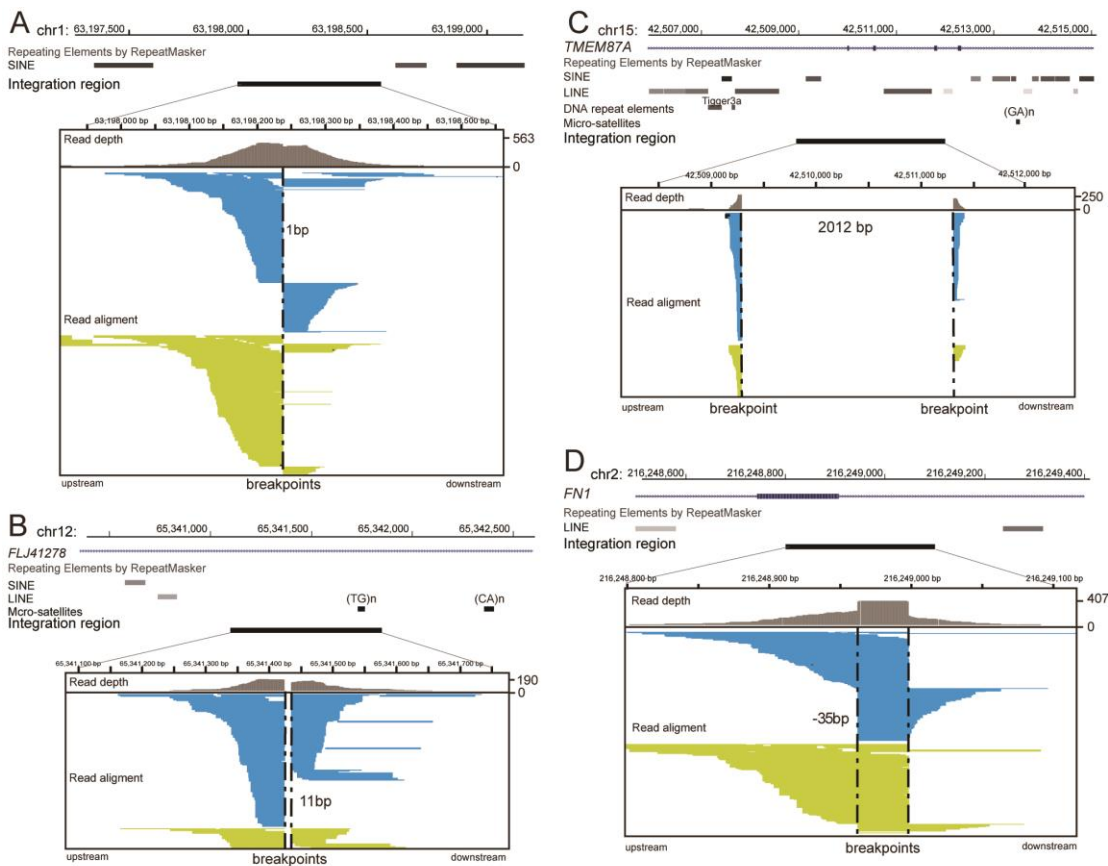 A
chr1:
63,197,500 63,198,000 63,198,500 63,199,000
Repeating Elements by RepeatMasker
SINE
Integration region
63,198,000 bp 63,198,100 bp 63,198,200 bp 63,198,300 bp 63,198,400 bp 63,198,500 bp
Read depth
563
0
1bp
Read aligment
upstream
breakpoints
downstream
B
chr12:
65,341,000 65,341,500 65,342,000 65,342,500
FLJ41278
Repeating Elements by RepeatMasker
SINE
LINE
(TG)n (CA)n
Mcro-satellites
Integration region
65,341,100 bp 65,341,200 bp 65,341,300 bp 65,341,400 bp 65,341,500 bp 65,341,600 bp 65,341,700 bp
Read depth
190
0
Read aligment
11bp
upstream
breakpoints
downstream
C
chr15:
42,507,000 42,509,000 42,511,000 42,513,000 42,515,000
TMEM87A
Repeating Elements by RepeatMasker
SINE
LINE
Tigger3a
DNA repeat elements
(GA)n
Micro-satellites
Integration region
42,509,000 bp 42,510,000 bp 42,511,000 bp 42,512,000 bp
Read depth
250
0
2012 bp
Read aligment
upstream
breakpoint
breakpoint
downstream
D
chr2:
216,248,600 216,248,800 216,249,000 216,249,200 216,249,400
FN1
Repeating Elements by RepeatMasker
LINE
Integration region
216,248,800 bp 216,248,900 bp 216,249,000 bp 216,249,100 bp
Read depth
407
0
-35bp
Read aligment
upstream
breakpoints
downstream